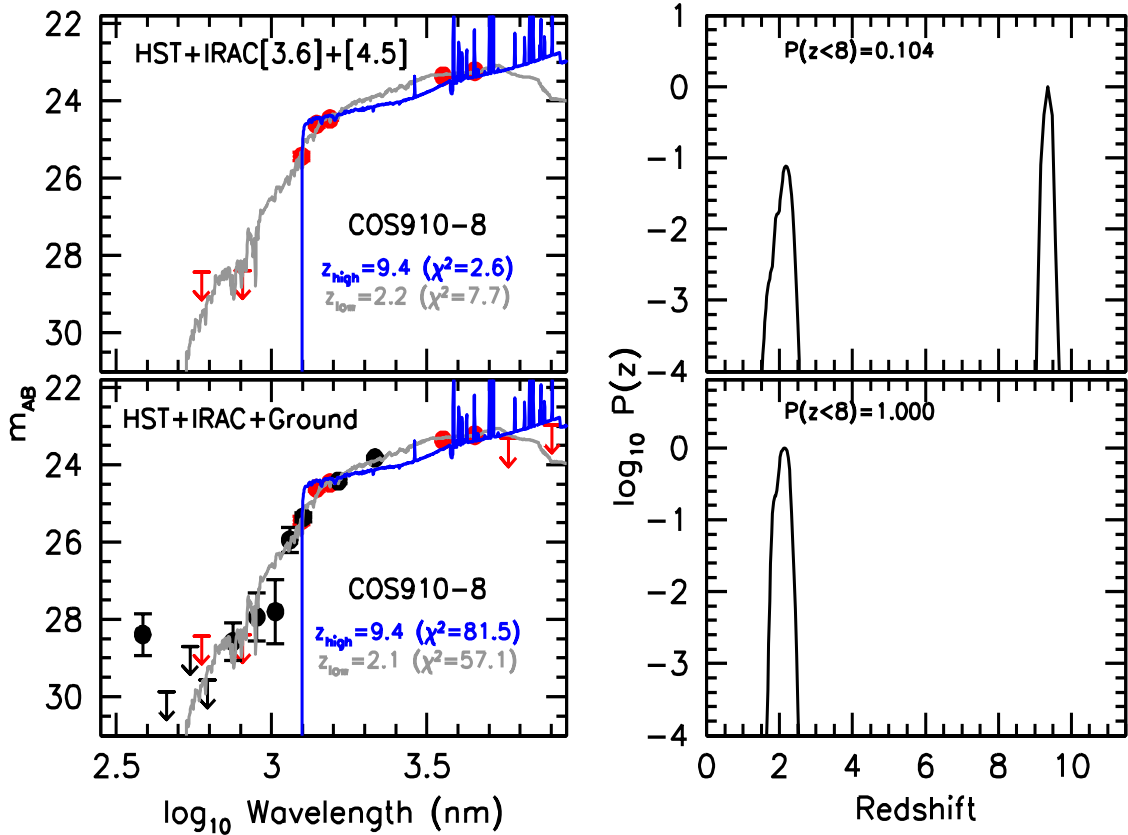 HST+IRAC[3.6]+[4.5]
COS910-8
z_high=9.4 (χ²=2.6)
z_low=2.2 (χ²=7.7)
22
24
26
28
30
P(z<8)=0.104
1
0
−1
−2
−3
−4
m_AB
log₁₀ P(z)
HST+IRAC+Ground
COS910-8
z_high=9.4 (χ²=81.5)
z_low=2.1 (χ²=57.1)
22
24
26
28
30
2.5 3 3.5
log₁₀ Wavelength (nm)
P(z<8)=1.000
0
−1
−2
−3
−4
0 2 4 6 8 10
Redshift